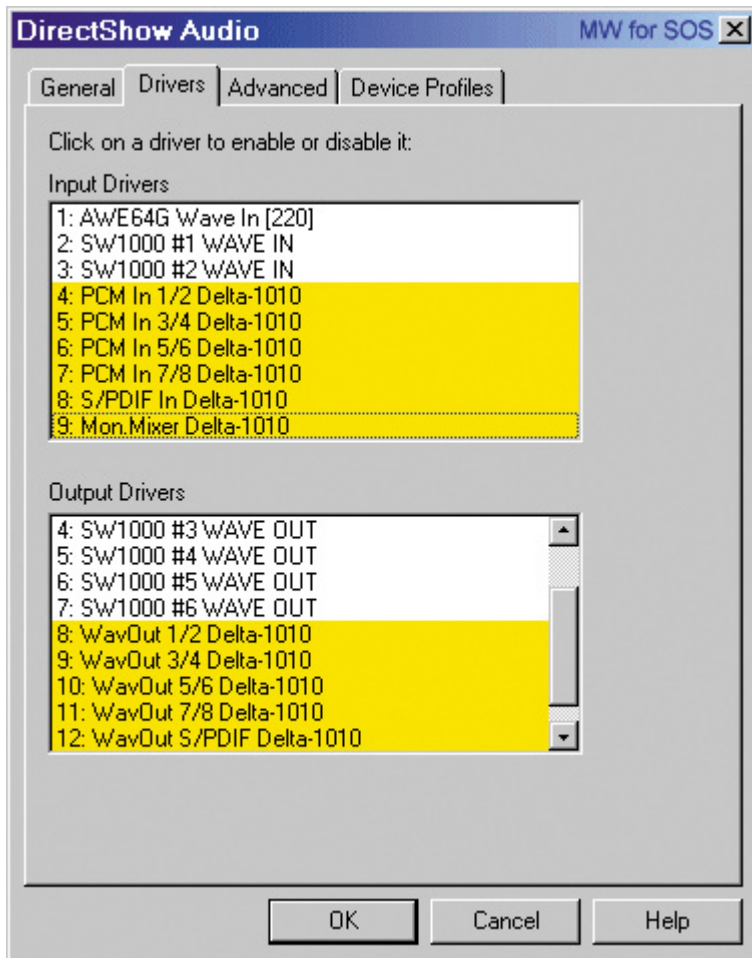 DirectShow Audio MW for SOS
General Drivers Advanced Device Profiles
Click on a driver to enable or disable it:
Input Drivers
1: AWE64G Wave In [220]
2: SW1000 #1 WAVE IN
3: SW1000 #2 WAVE IN
4: PCM In 1/2 Delta-1010
5: PCM In 3/4 Delta-1010
6: PCM In 5/6 Delta-1010
7: PCM In 7/8 Delta-1010
8: S/PDIF In Delta-1010
9: Mon.Mixer Delta-1010
Output Drivers
4: SW1000 #3 WAVE OUT
5: SW1000 #4 WAVE OUT
6: SW1000 #5 WAVE OUT
7: SW1000 #6 WAVE OUT
8: WavOut 1/2 Delta-1010
9: WavOut 3/4 Delta-1010
10: WavOut 5/6 Delta-1010
11: WavOut 7/8 Delta-1010
12: WavOut S/PDIF Delta-1010
OK Cancel Help